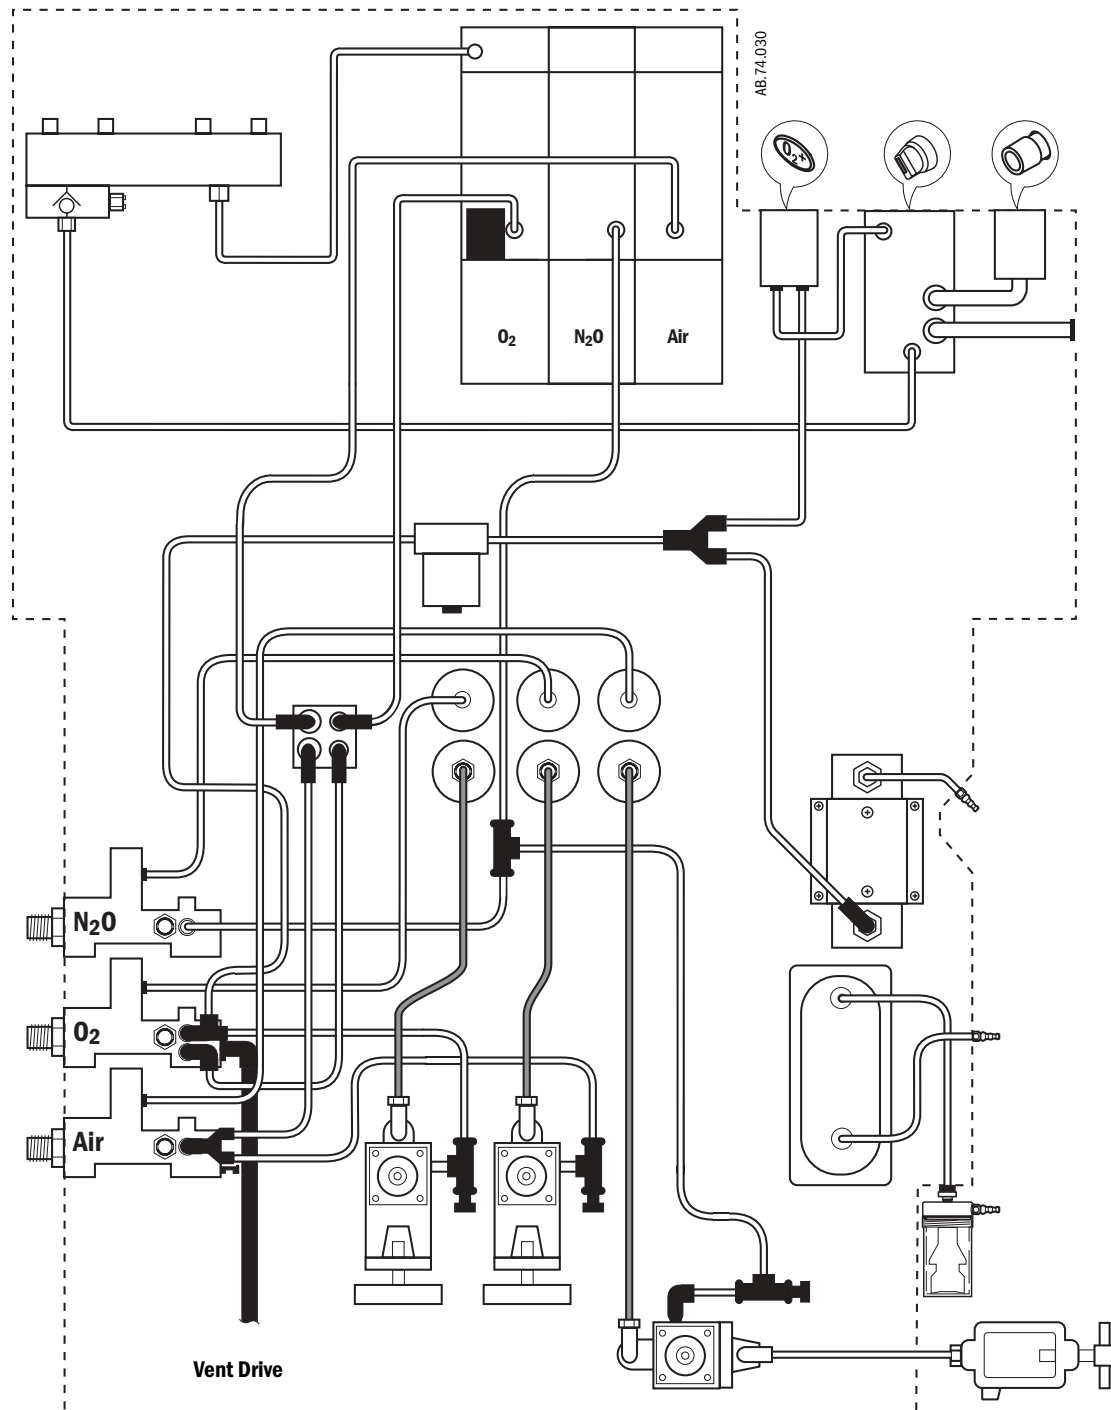 AB.74.030
O₂+
O₂ N₂O Air
N₂O
O₂
Air
Vent Drive